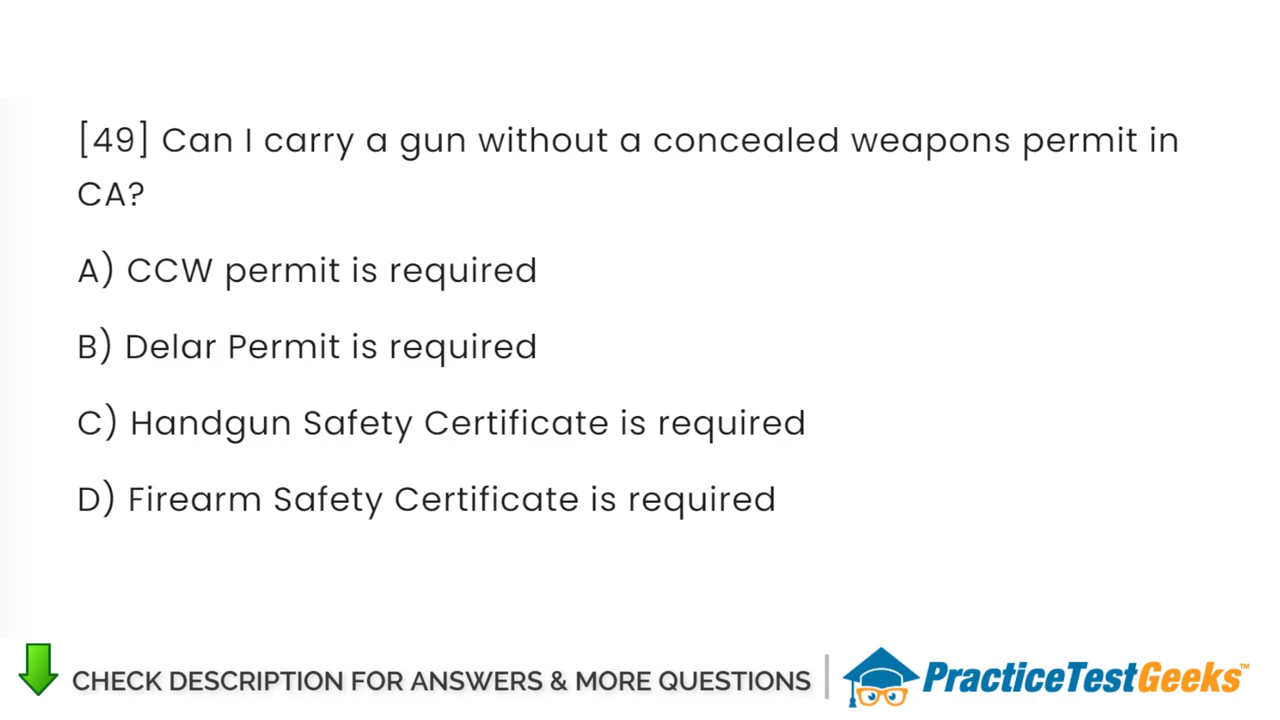 [49] Can I carry a gun without a concealed weapons permit in
CA?
A) CCW permit is required
B) Delar Permit is required
C) Handgun Safety Certificate is required
D) Firearm Safety Certificate is required
CHECK DESCRIPTION FOR ANSWERS & MORE QUESTIONS
PracticeTestGeeks™